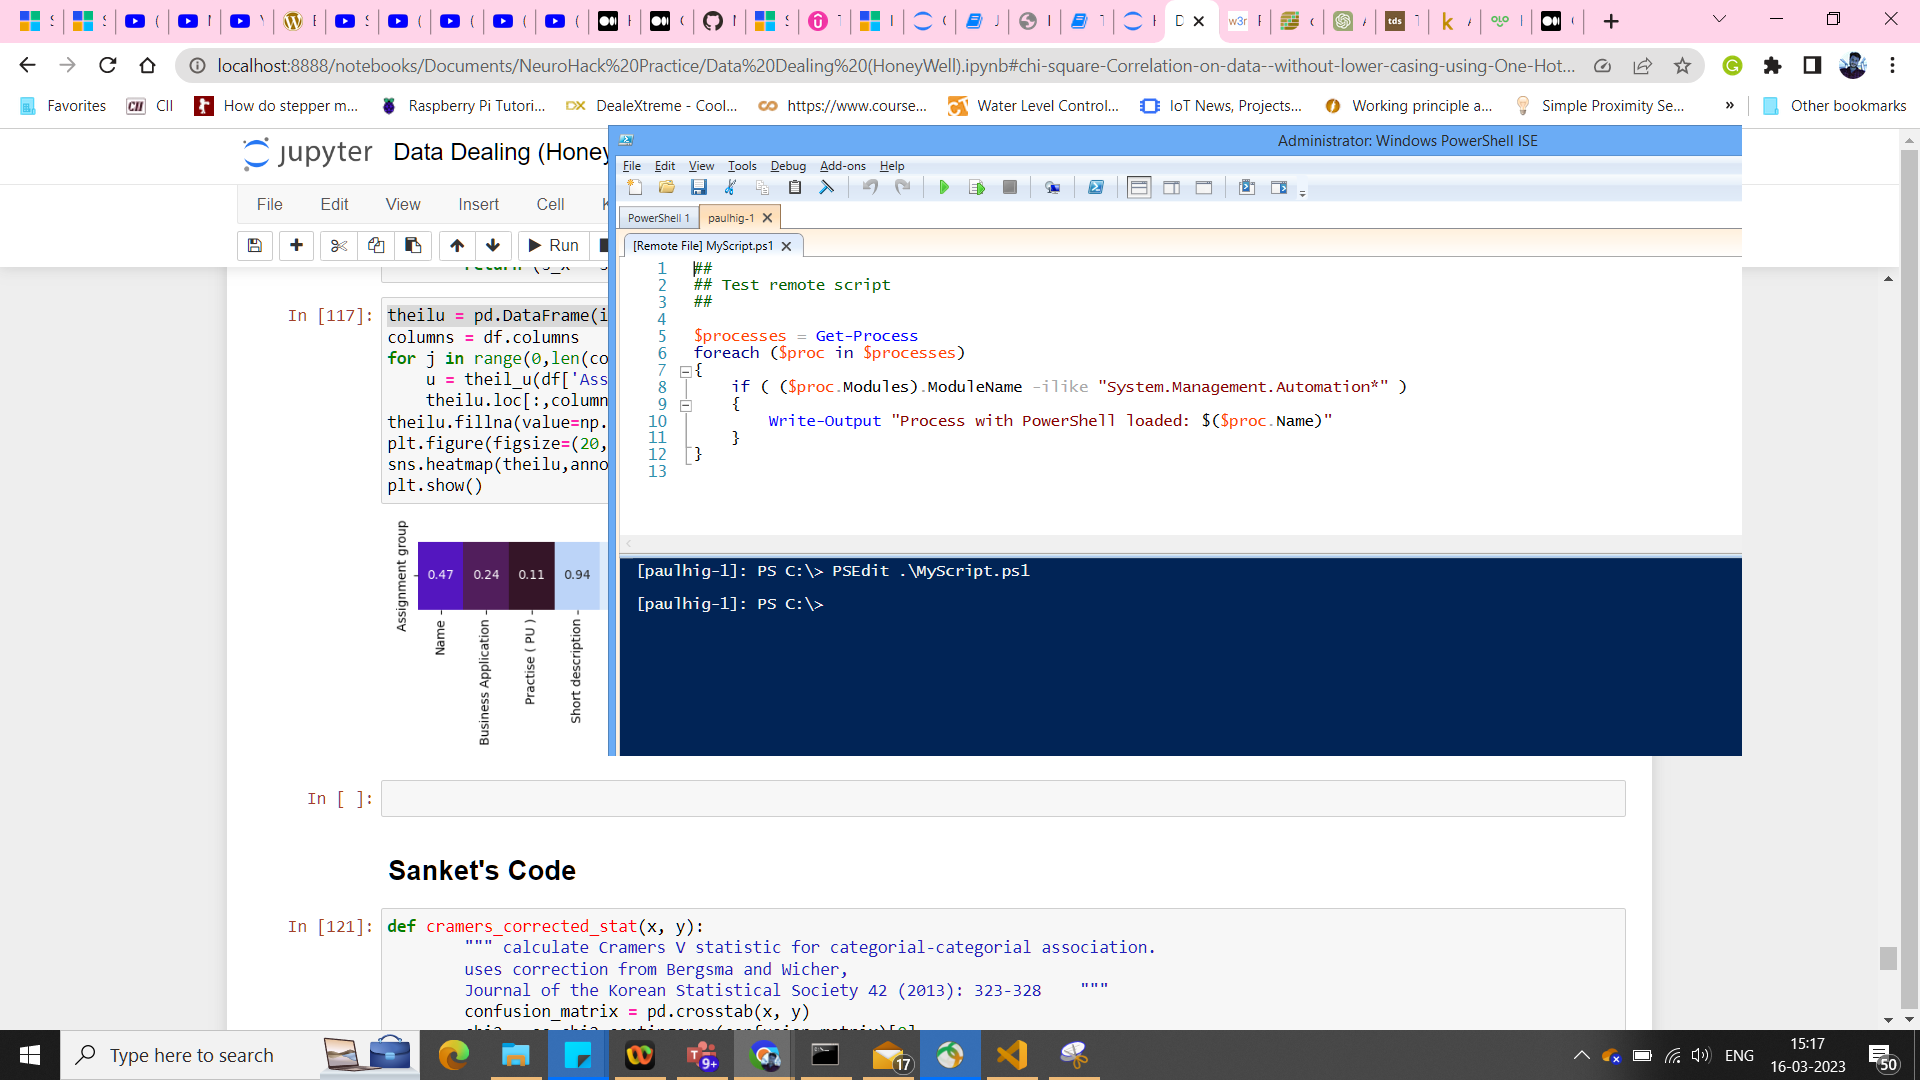 localhost:8888/notebooks/Documents/NeuroHack%20Practice/Data%20Dealing%20(HoneyWell).ipynb#chi-square-Correlation-on-data--without-lower-casing-using-One-Hot...
Favorites
CII
How do stepper m...
Raspberry Pi Tutori...
DealeXtreme - Cool...
https://www.course...
Water Level Control...
IoT News, Projects...
Working principle a...
Simple Proximity Se...
»
Other bookmarks
jupyter
Data Dealing (Hone
File
Edit
View
Insert
Cell
Run
In [117]:
theilu = pd.DataFrame(i
columns = df.columns
for j in range(0,len(co
u = theil_u(df['Ass
theilu.loc[:,column
theilu.fillna(value=np.
plt.figure(figsize=(20,
sns.heatmap(theilu,anno
plt.show()
Assignment group
0.47
0.24
0.11
0.94
Name
Business Application
Practise ( PU )
Short description
Administrator: Windows PowerShell ISE
File
Edit
View
Tools
Debug
Add-ons
Help
PowerShell 1
paulhig-1
[Remote File] MyScript.ps1
1 ##
2 ## Test remote script
3 ##
4
5 $processes = Get-Process
6 foreach ($proc in $processes)
7 {
8 if ( ($proc.Modules).ModuleName -ilike "System.Management.Automation*" )
9 {
10 Write-Output "Process with PowerShell loaded: $($proc.Name)"
11 }
12 }
13
[paulhig-1]: PS C:\> PSEdit .\MyScript.ps1
[paulhig-1]: PS C:\>
In [ ]:
Sanket's Code
In [121]:
def cramers_corrected_stat(x, y):
""" calculate Cramers V statistic for categorial-categorial association.
uses correction from Bergsma and Wicher,
Journal of the Korean Statistical Society 42 (2013): 323-328 """
confusion_matrix = pd.crosstab(x, y)
Type here to search
9+
17
ENG
15:17
16-03-2023
50